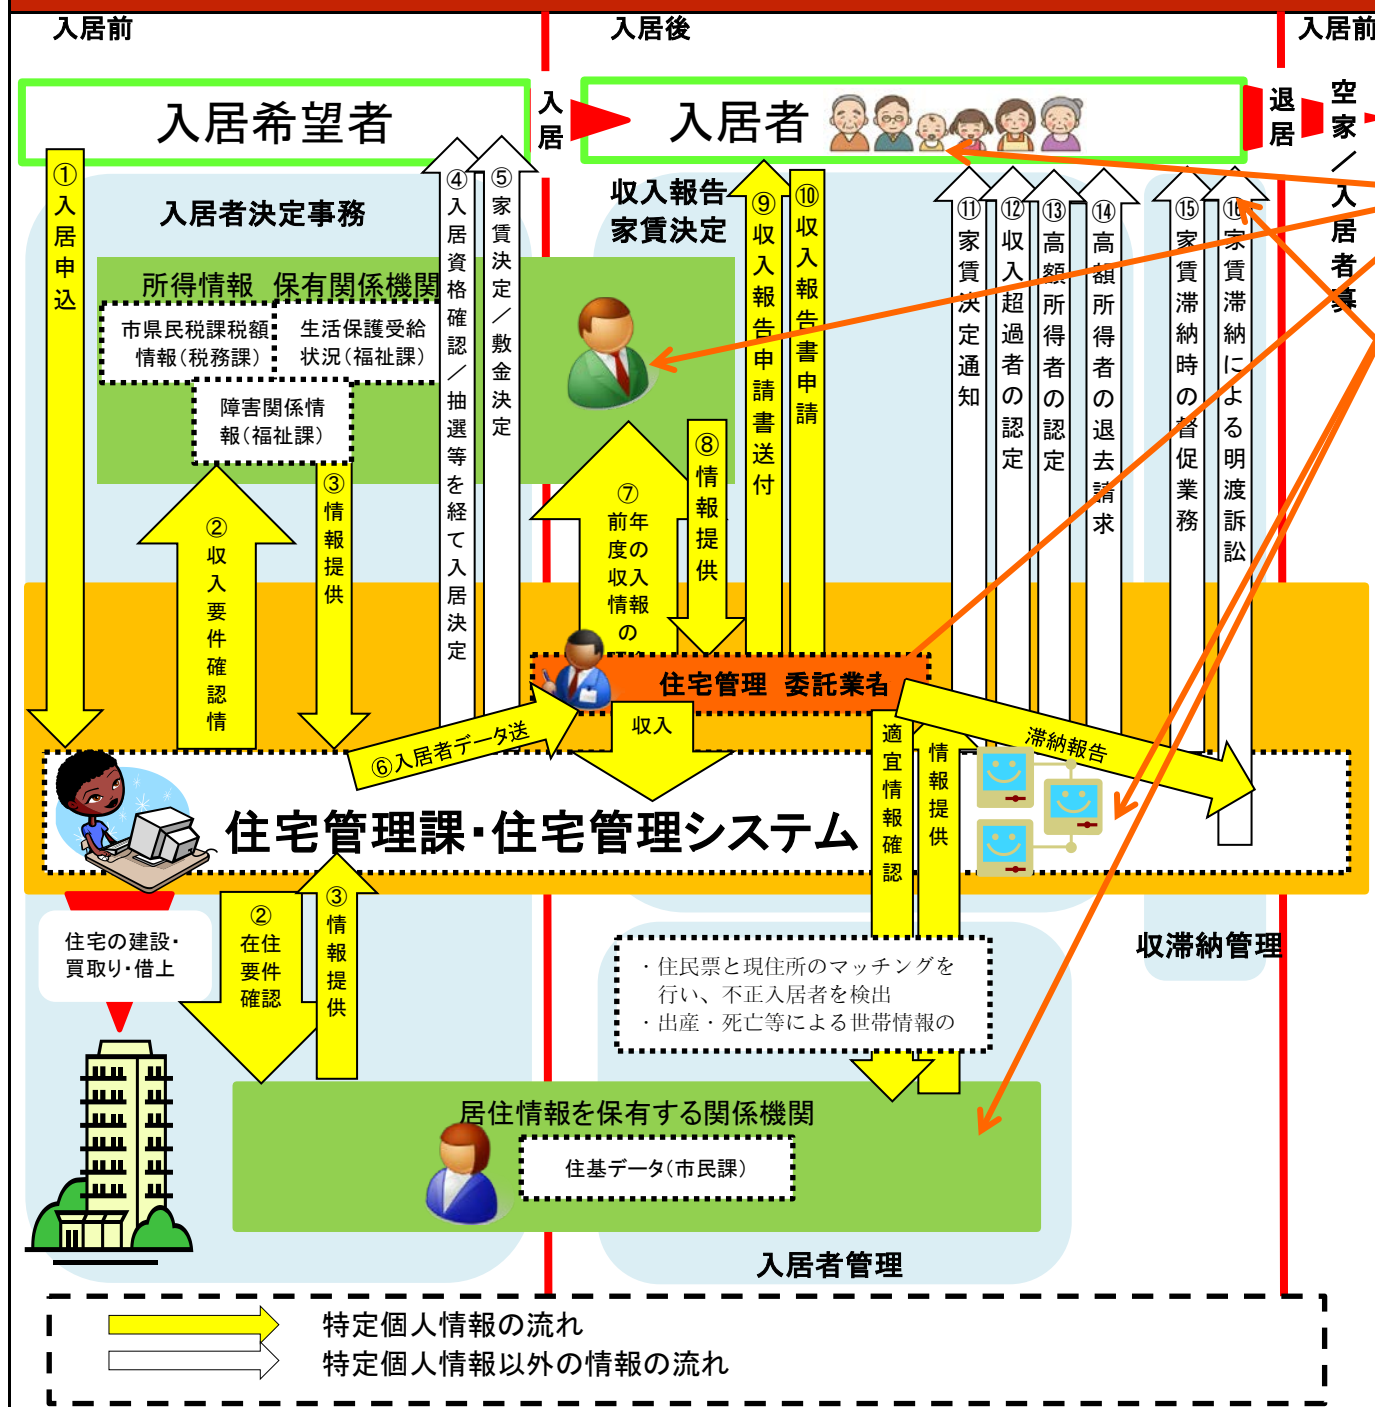 入居前
入居後
入居前
入居希望者
入居
入居者
退居
空家／入居者募
①入居申込
入居者決定事務
④入居資格確認／抽選等を経て入居決定
⑤家賃決定／敷金決定
収入報告
家賃決定
⑨収入報告申請書送付
⑩収入報告書申請
⑪家賃決定通知
⑫収入超過者の認定
⑬高額所得者の認定
⑭高額所得者の退去請求
⑮家賃滞納時の督促業務
⑯家賃滞納による明渡訴訟
所得情報 保有関係機関
市県民税課税額
情報(税務課)
生活保護受給
状況(福祉課)
障害関係情
報(福祉課)
②収入要件確認情
③情報提供
⑦
前年
度の
収入
情報
の
⑧情報提供
住宅管理 委託業者
収入
⑥入居者データ送
滞納報告
適宜情報確認
情報提供
住宅管理課・住宅管理システム
住宅の建設・
買取り・借上
②
在住
要件
確認
③情報提供
収滞納管理
・住民票と現住所のマッチングを
行い、不正入居者を検出
・出産・死亡等による世帯情報の
居住情報を保有する関係機関
住基データ(市民課)
入居者管理
特定個人情報の流れ
特定個人情報以外の情報の流れ